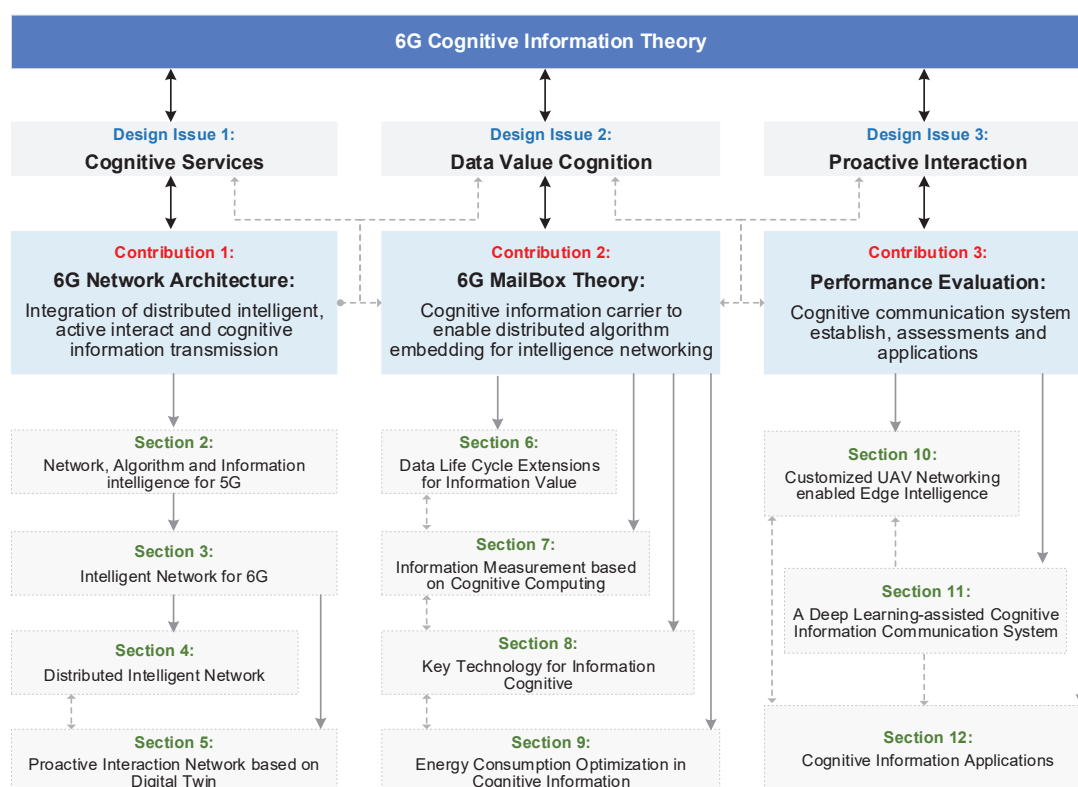 6G Cognitive Information Theory
Design Issue 1:
Cognitive Services
Design Issue 2:
Data Value Cognition
Design Issue 3:
Proactive Interaction
Contribution 1:
6G Network Architecture:
Integration of distributed intelligent,
active interact and cognitive
information transmission
Contribution 2:
6G MailBox Theory:
Cognitive information carrier to
enable distributed algorithm
embedding for intelligence networking
Contribution 3:
Performance Evaluation:
Cognitive communication system
establish, assessments and
applications
Section 2:
Network, Algorithm and Information
intelligence for 5G
Section 3:
Intelligent Network for 6G
Section 4:
Distributed Intelligent Network
Section 5:
Proactive Interaction Network based on
Digital Twin
Section 6:
Data Life Cycle Extensions
for Information Value
Section 7:
Information Measurement based
on Cognitive Computing
Section 8:
Key Technology for Information
Cognitive
Section 9:
Energy Consumption Optimization in
Cognitive Information
Section 10:
Customized UAV Networking
enabled Edge Intelligence
Section 11:
A Deep Learning-assisted Cognitive
Information Communication System
Section 12:
Cognitive Information Applications